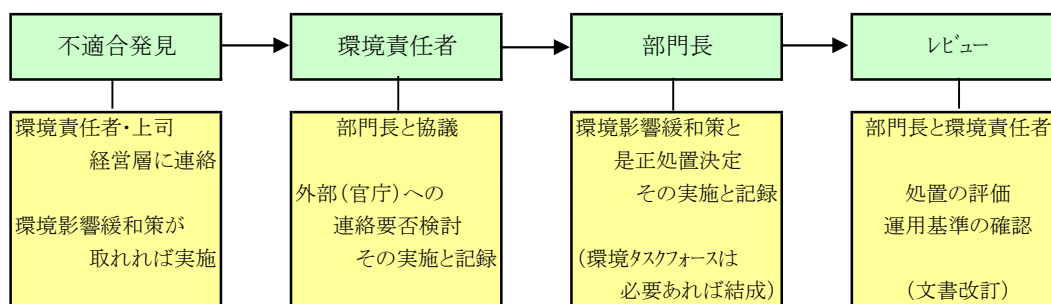 不適合発見
環境責任者
部門長
ﾚﾋﾞｭｰ
環境責任者・上司
経営層に連絡
環境影響緩和策が
取れれば実施
部門長と協議
外部(官庁)への
連絡要否検討
その実施と記録
環境影響緩和策と
是正処置決定
その実施と記録
(環境ﾀｽｸﾌｫｰｽは
必要あれば結成)
部門長と環境責任者
処置の評価
運用基準の確認
(文書改訂)